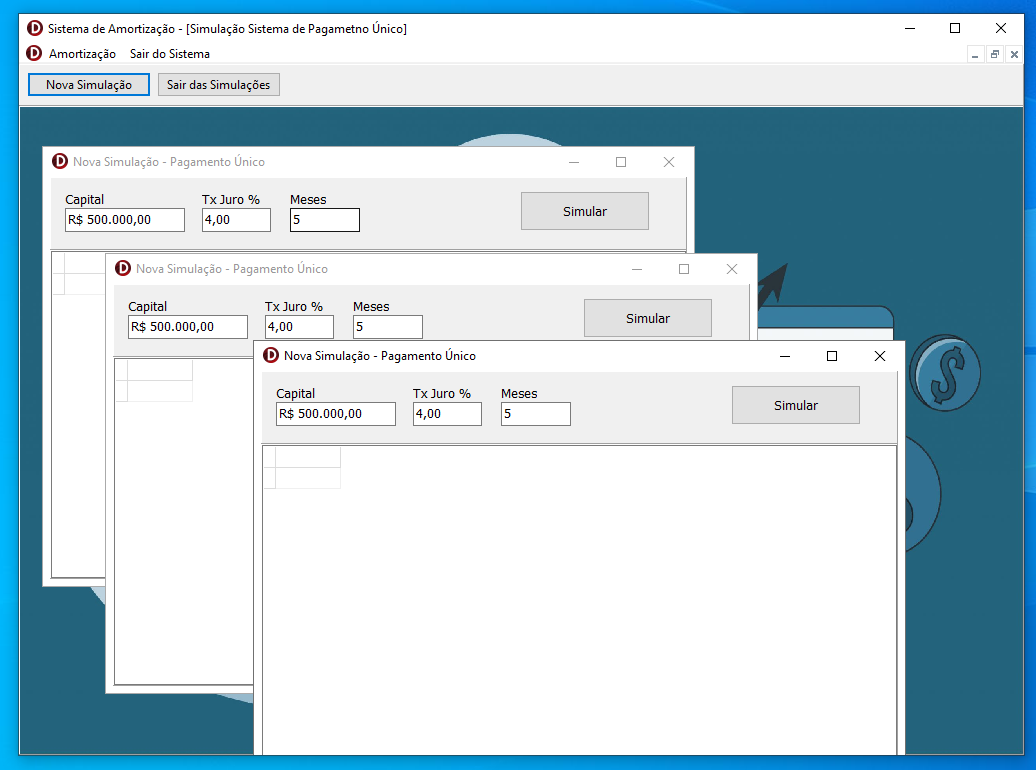 Sistema de Amortização - [Simulação Sistema de Pagametno Único]
Amortização Sair do Sistema
Nova Simulação Sair das Simulações
Nova Simulação - Pagamento Único
Capital Tx Juro % Meses
R$ 500.000,00 4,00 5
Simular
Nova Simulação - Pagamento Único
Capital Tx Juro % Meses
R$ 500.000,00 4,00 5
Simular
Nova Simulação - Pagamento Único
Capital Tx Juro % Meses
R$ 500.000,00 4,00 5
Simular